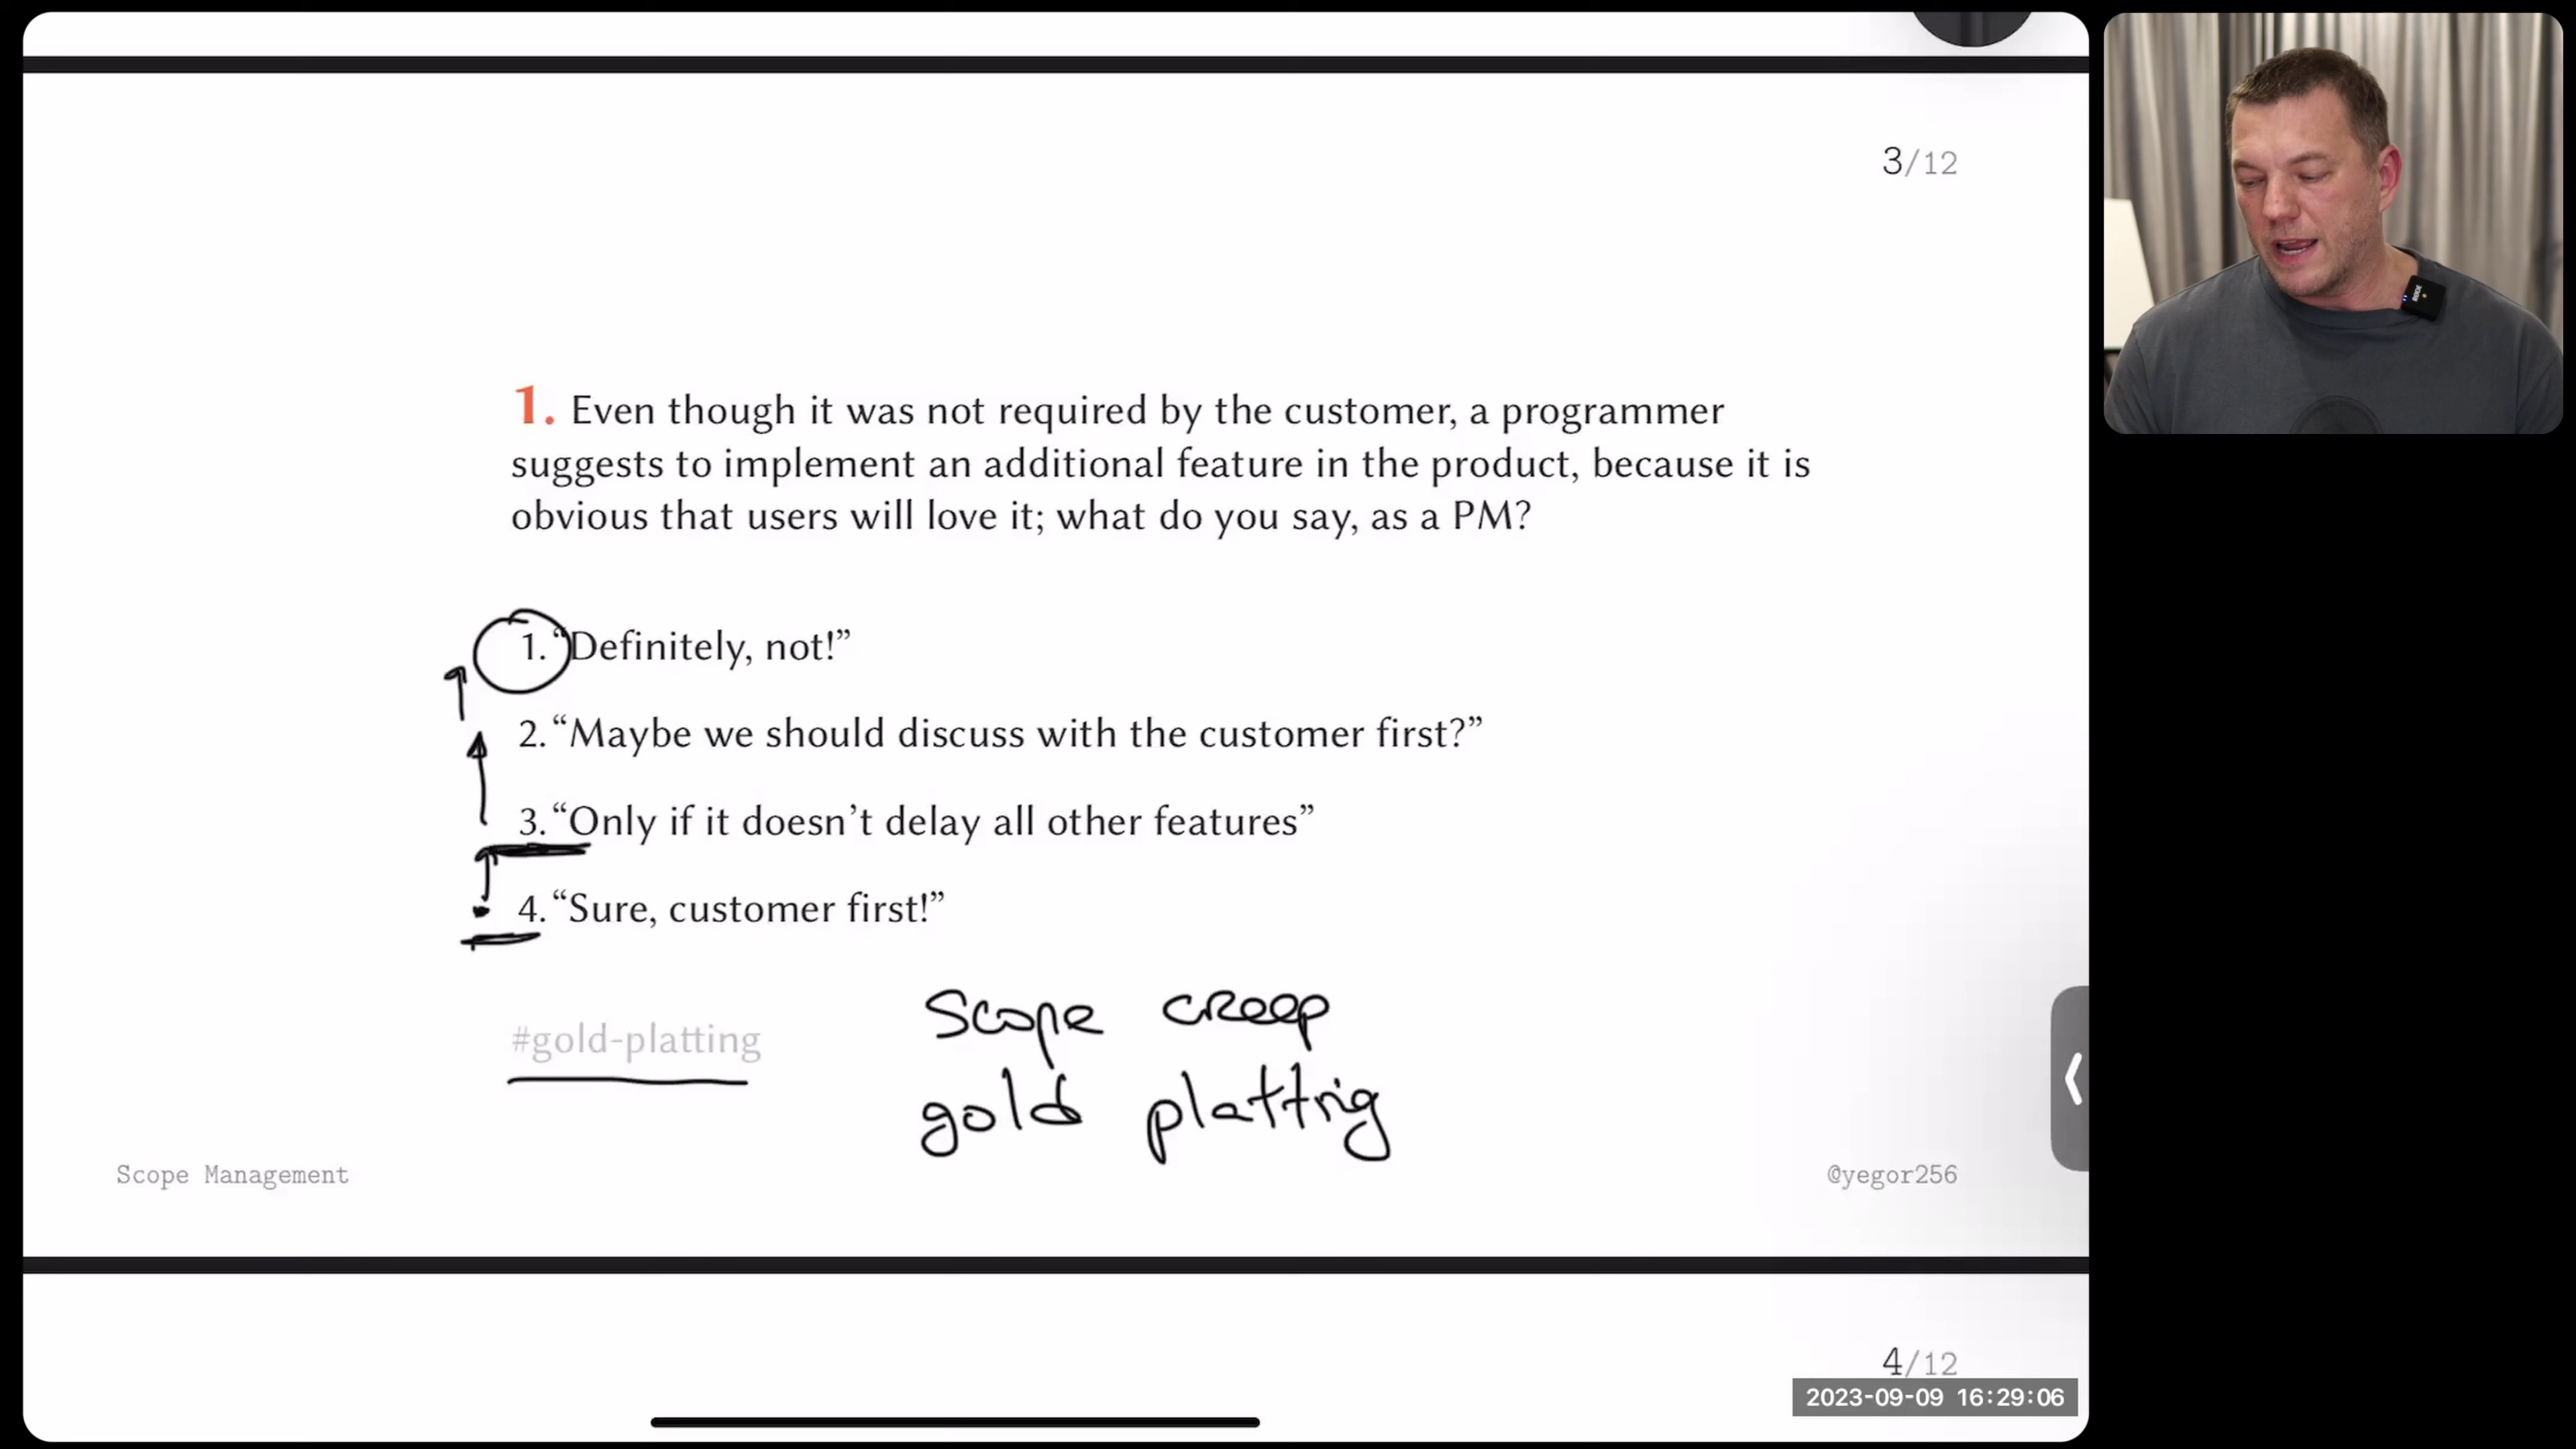 3/12
1. Even though it was not required by the customer, a programmer
suggests to implement an additional feature in the product, because it is
obvious that users will love it; what do you say, as a PM?
1. “Definitely, not!”
2. “Maybe we should discuss with the customer first?”
3. “Only if it doesn’t delay all other features”
4. “Sure, customer first!”
Scope creep
#gold-platting
gold platting
Scope Management
@yegor256
4/12
2023-09-09 16:29:06